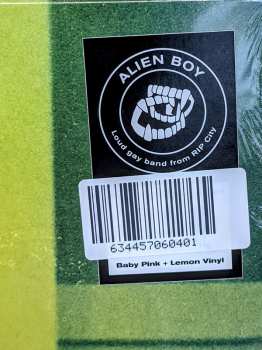 ALIEN BOY
Loud gay band from RIP City
634457060401
Baby Pink + Lemon Vinyl